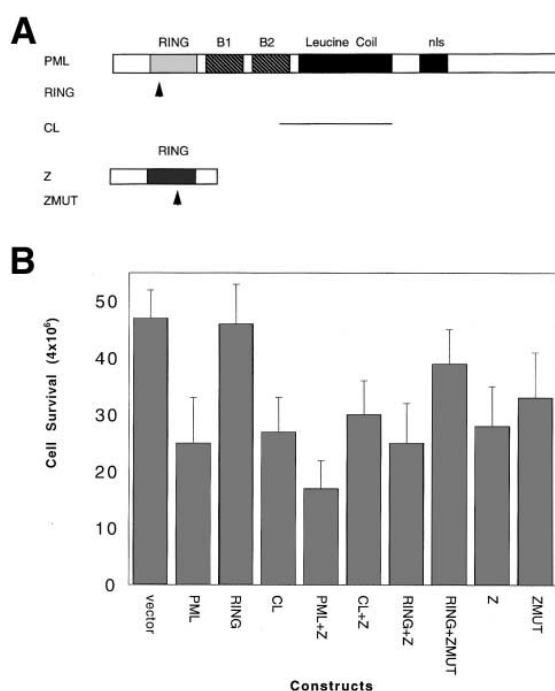 A
RING B1 B2 Leucine Coil nls
PML
RING
CL
RING
Z
ZMUT
B
Cell Survival (4x10⁶)
50
40
30
20
10
0
vector PML RING CL PML+Z CL+Z RING+Z RING+ZMUT Z ZMUT
Constructs